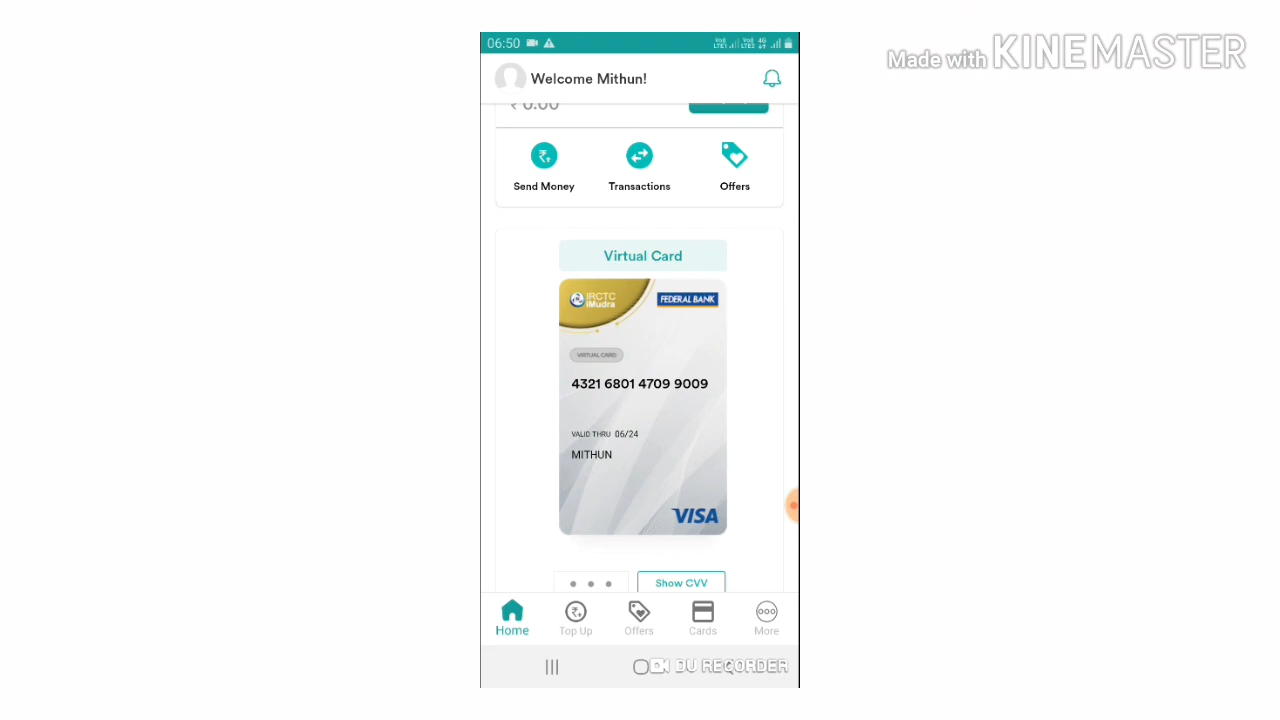 Made with KINEMASTER
06:50
Welcome Mithun!
₹ 0.00
Send Money
Transactions
Offers
Virtual Card
IRCTC
iMudra
FEDERAL BANK
VIRTUAL CARD
4321 6801 4709 9009
VALID THRU 06/24
MITHUN
VISA
Show CVV
Home
Top Up
Offers
Cards
More
DU RECORDER